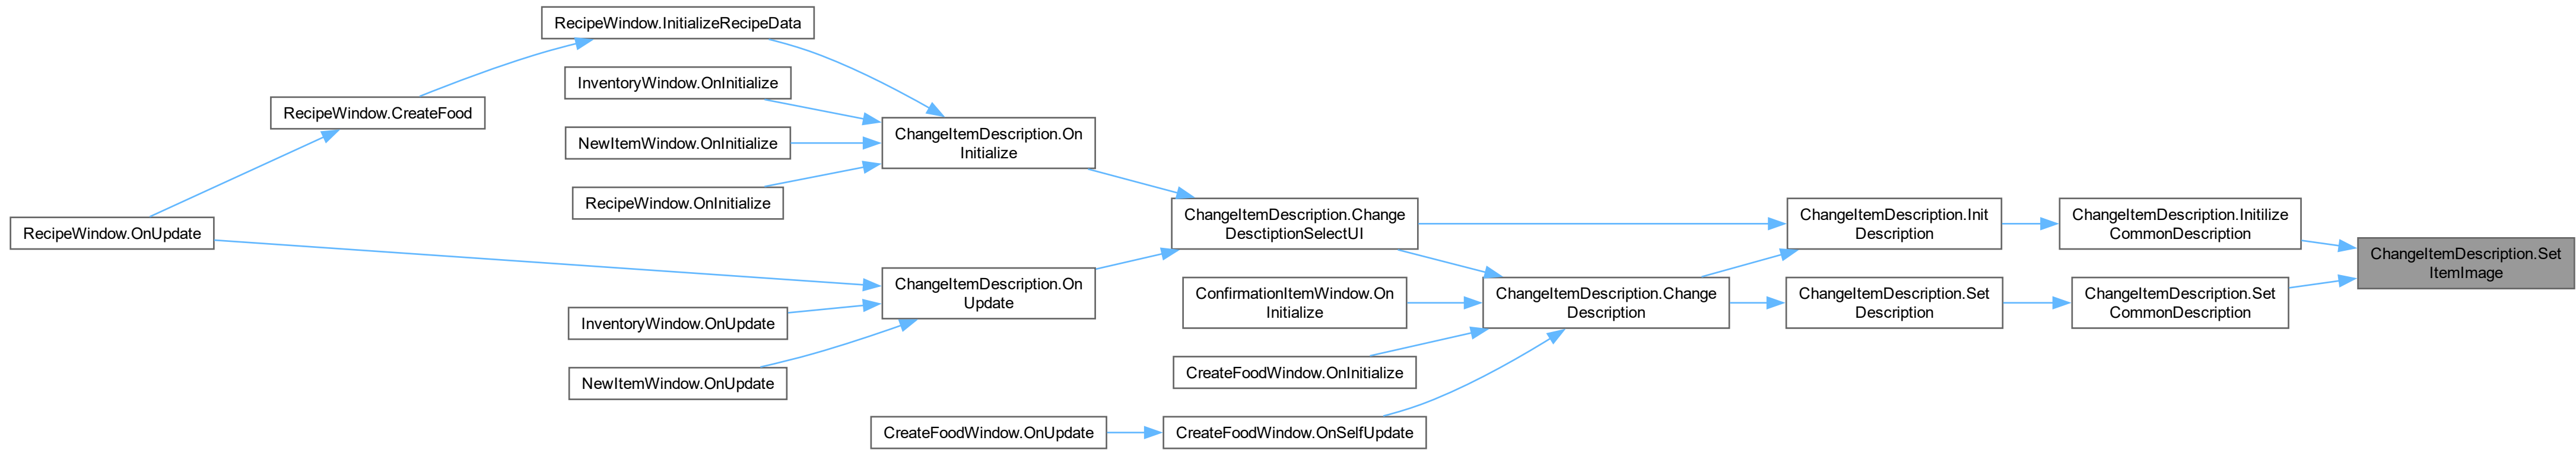 RecipeWindow.InitializeRecipeData
InventoryWindow.OnInitialize
RecipeWindow.CreateFood
NewItemWindow.OnInitialize
ChangeItemDescription.On
Initialize
RecipeWindow.OnInitialize
RecipeWindow.OnUpdate
ChangeItemDescription.Change
DesctiptionSelectUI
ChangeItemDescription.Init
Description
ChangeItemDescription.Initilize
CommonDescription
ChangeItemDescription.Set
ItemImage
ChangeItemDescription.On
Update
ConfirmationItemWindow.On
Initialize
ChangeItemDescription.Change
Description
ChangeItemDescription.Set
Description
ChangeItemDescription.Set
CommonDescription
InventoryWindow.OnUpdate
CreateFoodWindow.OnInitialize
NewItemWindow.OnUpdate
CreateFoodWindow.OnUpdate
CreateFoodWindow.OnSelfUpdate